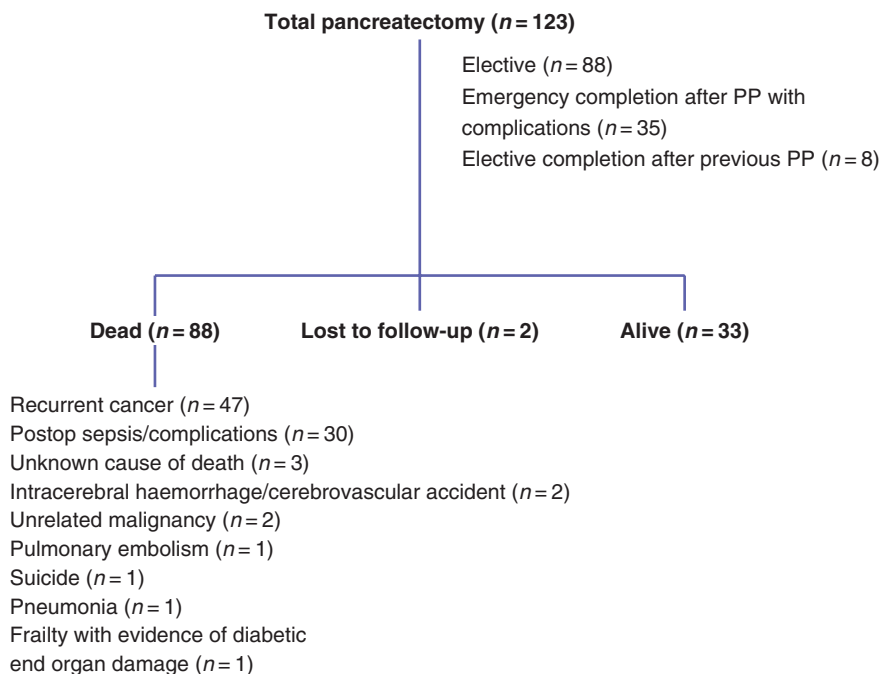 Total pancreatectomy (n = 123)
Elective (n = 88)
Emergency completion after PP with
complications (n = 35)
Elective completion after previous PP (n = 8)
Dead (n = 88)
Lost to follow-up (n = 2)
Alive (n = 33)
Recurrent cancer (n = 47)
Postop sepsis/complications (n = 30)
Unknown cause of death (n = 3)
Intracerebral haemorrhage/cerebrovascular accident (n = 2)
Unrelated malignancy (n = 2)
Pulmonary embolism (n = 1)
Suicide (n = 1)
Pneumonia (n = 1)
Frailty with evidence of diabetic
end organ damage (n = 1)